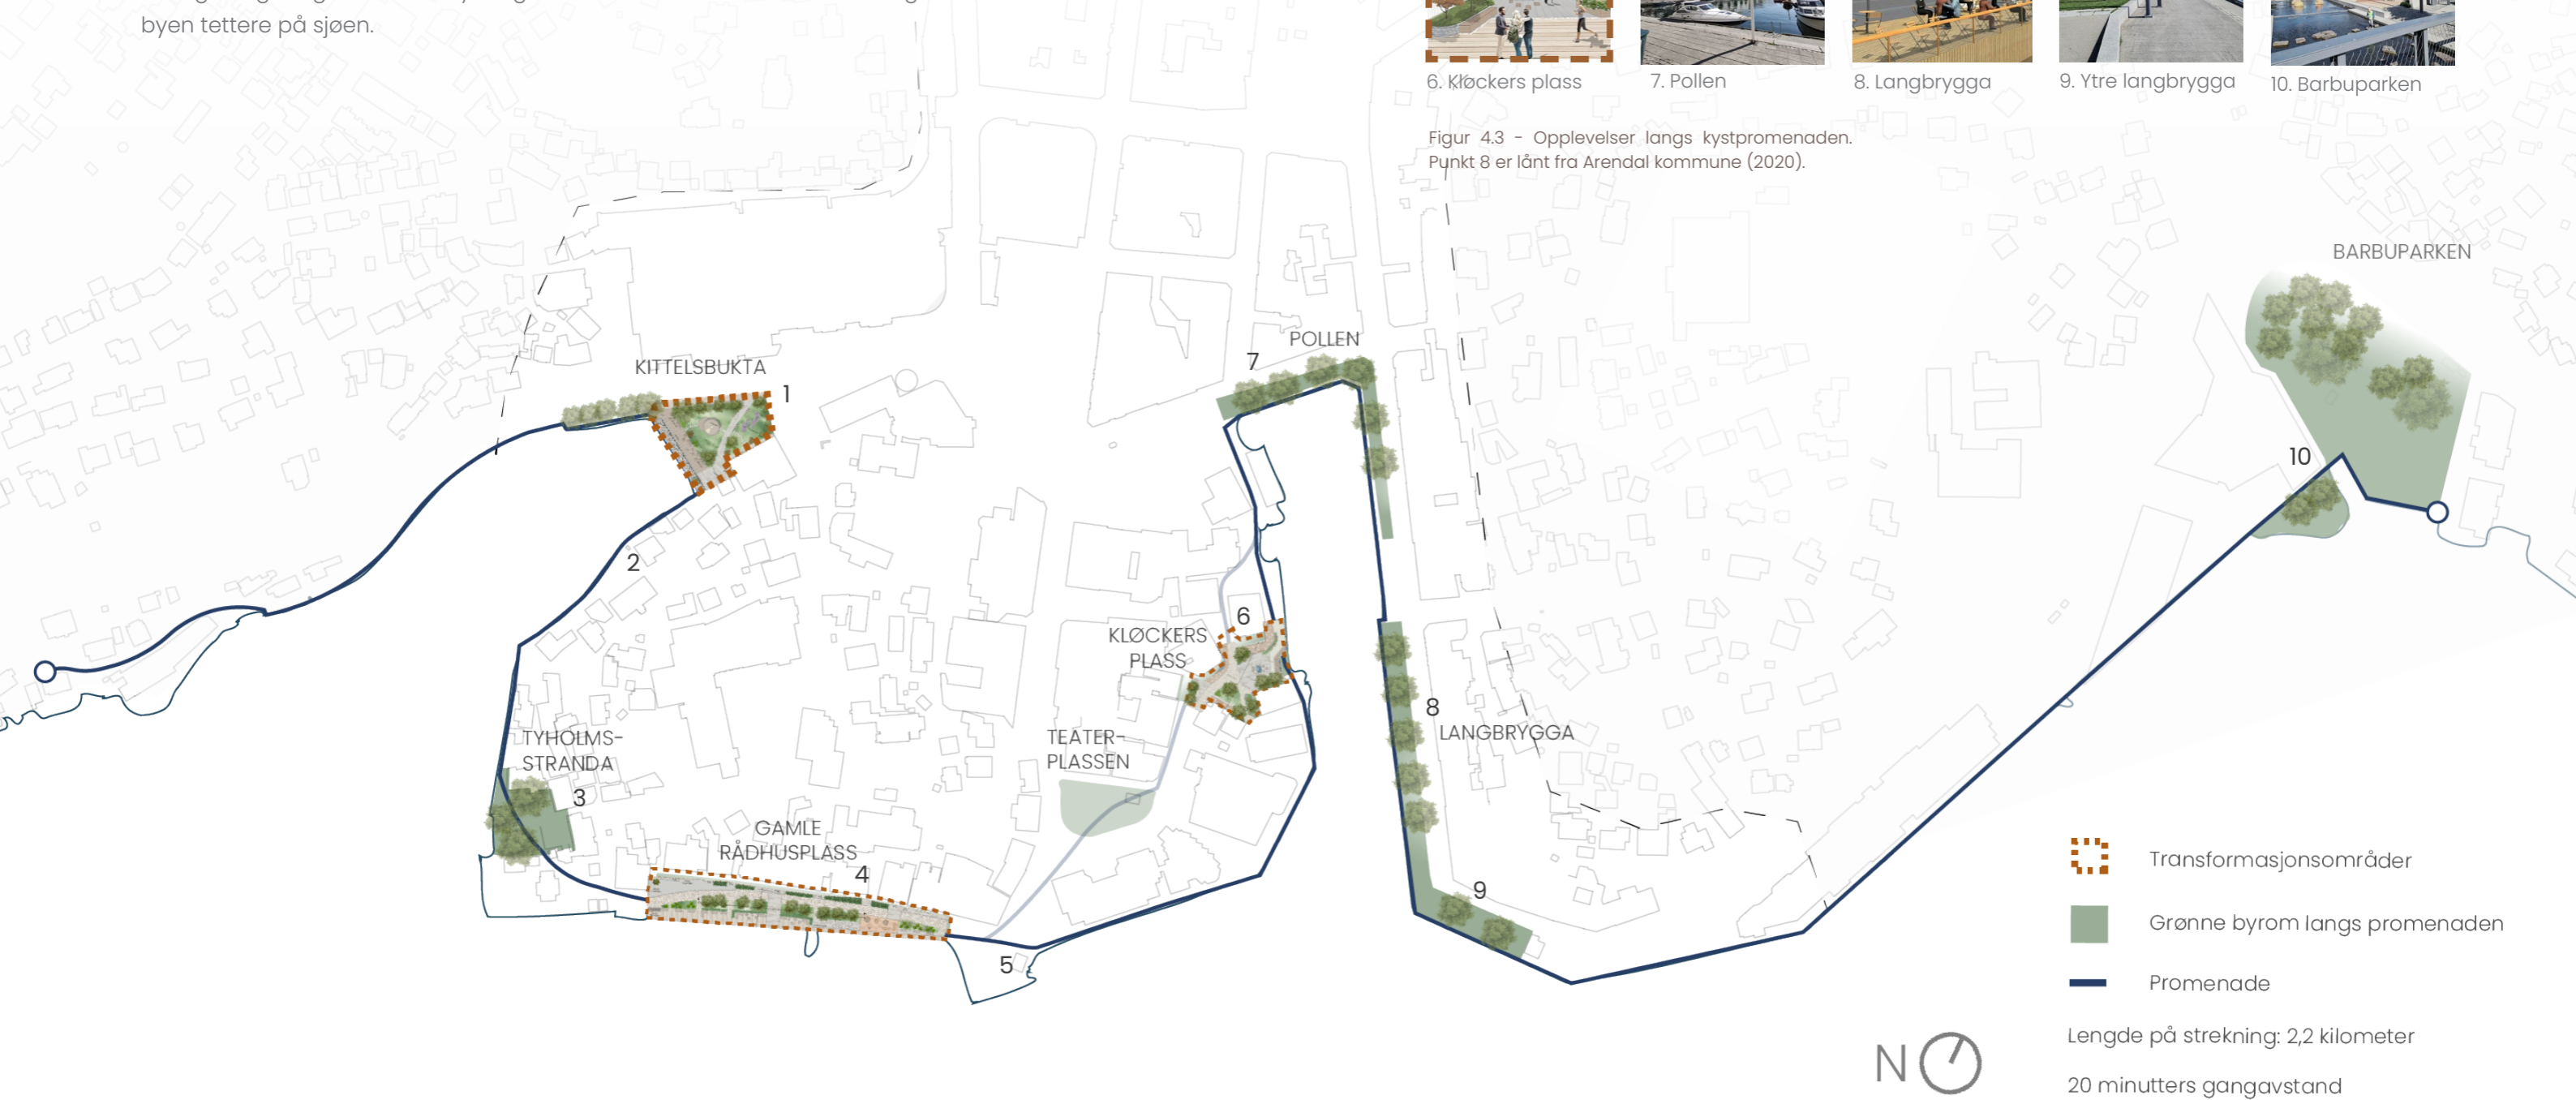 byen tettere på sjøen.
6. Kløckers plass
7. Pollen
8. Langbrygga
9. Ytre langbrygga
10. Barbuparken
Figur 4.3 - Opplevelser langs kystpromenaden.
Punkt 8 er lånt fra Arendal kommune (2020).
BARBUPARKEN
POLLEN
7
KITTELSBUKTA
1
10
2
6
KLØCKERS
PLASS
8
LANGBRYGGA
TYHOLMS-
STRANDA
3
TEATER-
PLASSEN
GAMLE
RÅDHUSPLASS
4
9
5
Transformasjonsområder
Grønne byrom langs promenaden
Promenade
Lengde på strekning: 2,2 kilometer
20 minutters gangavstand
N